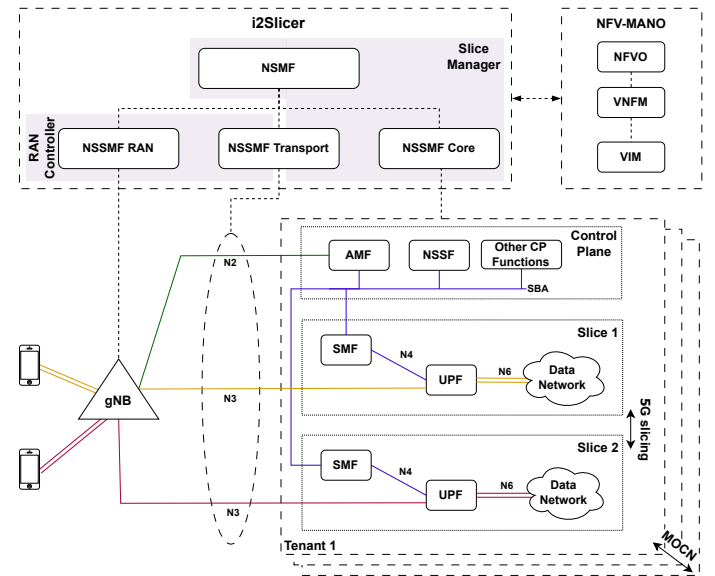 i2Slicer
NFV-MANO
Slice
Manager
NSMF
NFVO
VNFM
RAN
Controller
NSSMF RAN
NSSMF Transport
NSSMF Core
VIM
Control
Plane
N2
AMF
NSSF
Other CP
Functions
SBA
Slice 1
SMF
N4
UPF
N6
Data
Network
gNB
N3
5G slicing
Slice 2
SMF
N4
UPF
N6
Data
Network
N3
Tenant 1
MOCN